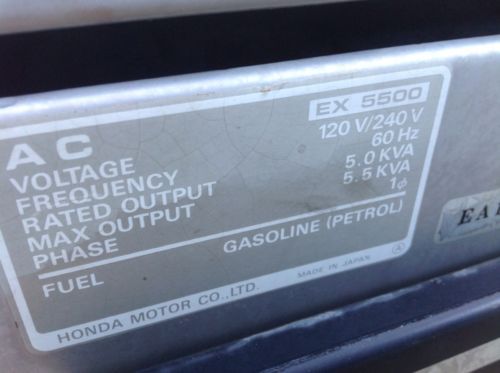 EX 5500
AC
VOLTAGE 120 V/240 V
FREQUENCY 60 Hz
RATED OUTPUT 5.0 KVA
MAX OUTPUT 5.5 KVA
PHASE 1ϕ
FUEL GASOLINE (PETROL)
HONDA MOTOR CO.,LTD. MADE IN JAPAN Ⓐ